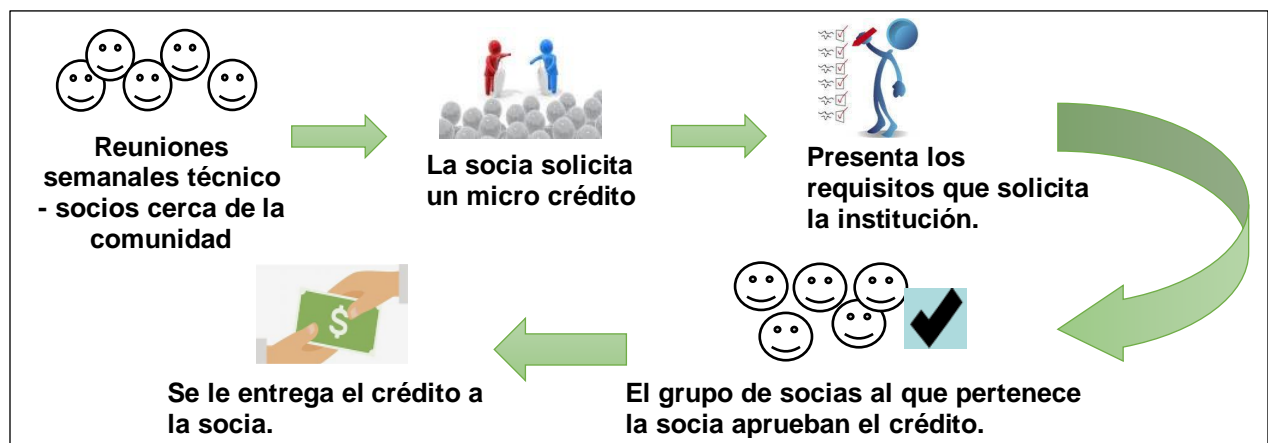 Reuniones
semanales técnico
- socios cerca de la
comunidad
La socia solicita
un micro crédito
Presenta los
requisitos que solicita
la institución.
El grupo de socias al que pertenece
la socia aprueban el crédito.
$
Se le entrega el crédito a
la socia.